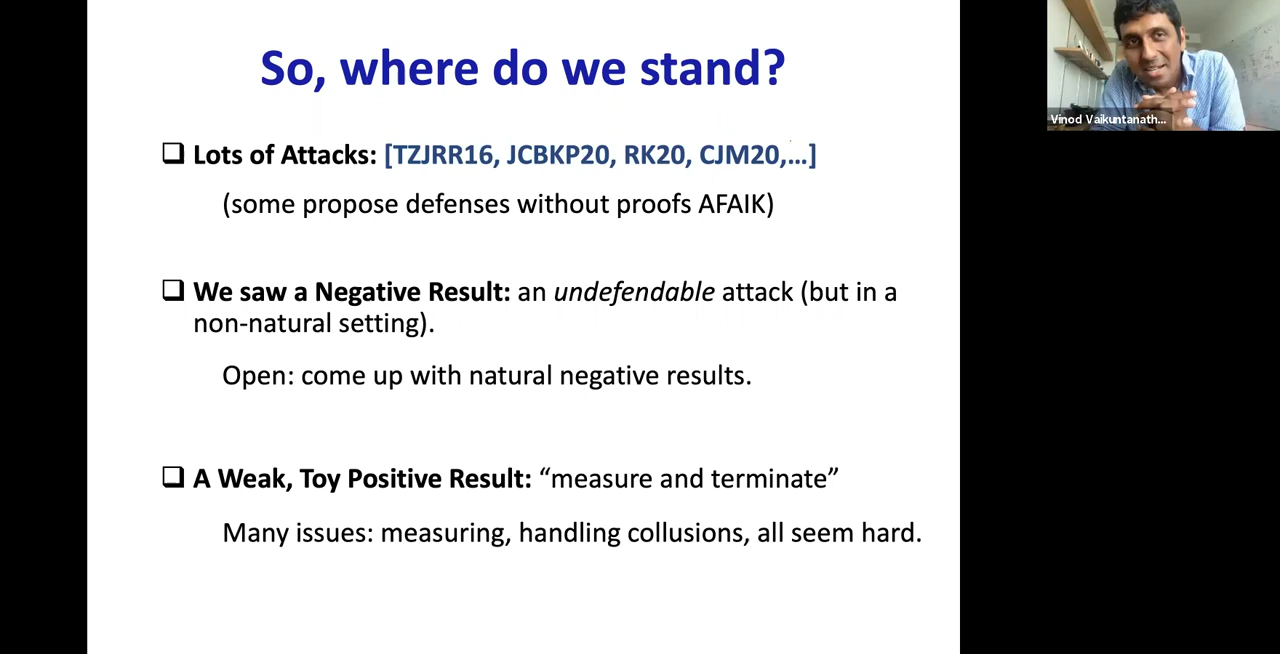 So, where do we stand?
❑ Lots of Attacks: [TZJRR16, JCBKP20, RK20, CJM20,...]
(some propose defenses without proofs AFAIK)
❑ We saw a Negative Result: an undefendable attack (but in a
non-natural setting).
Open: come up with natural negative results.
❑ A Weak, Toy Positive Result: “measure and terminate”
Many issues: measuring, handling collusions, all seem hard.
Vinod Vaikuntanath...